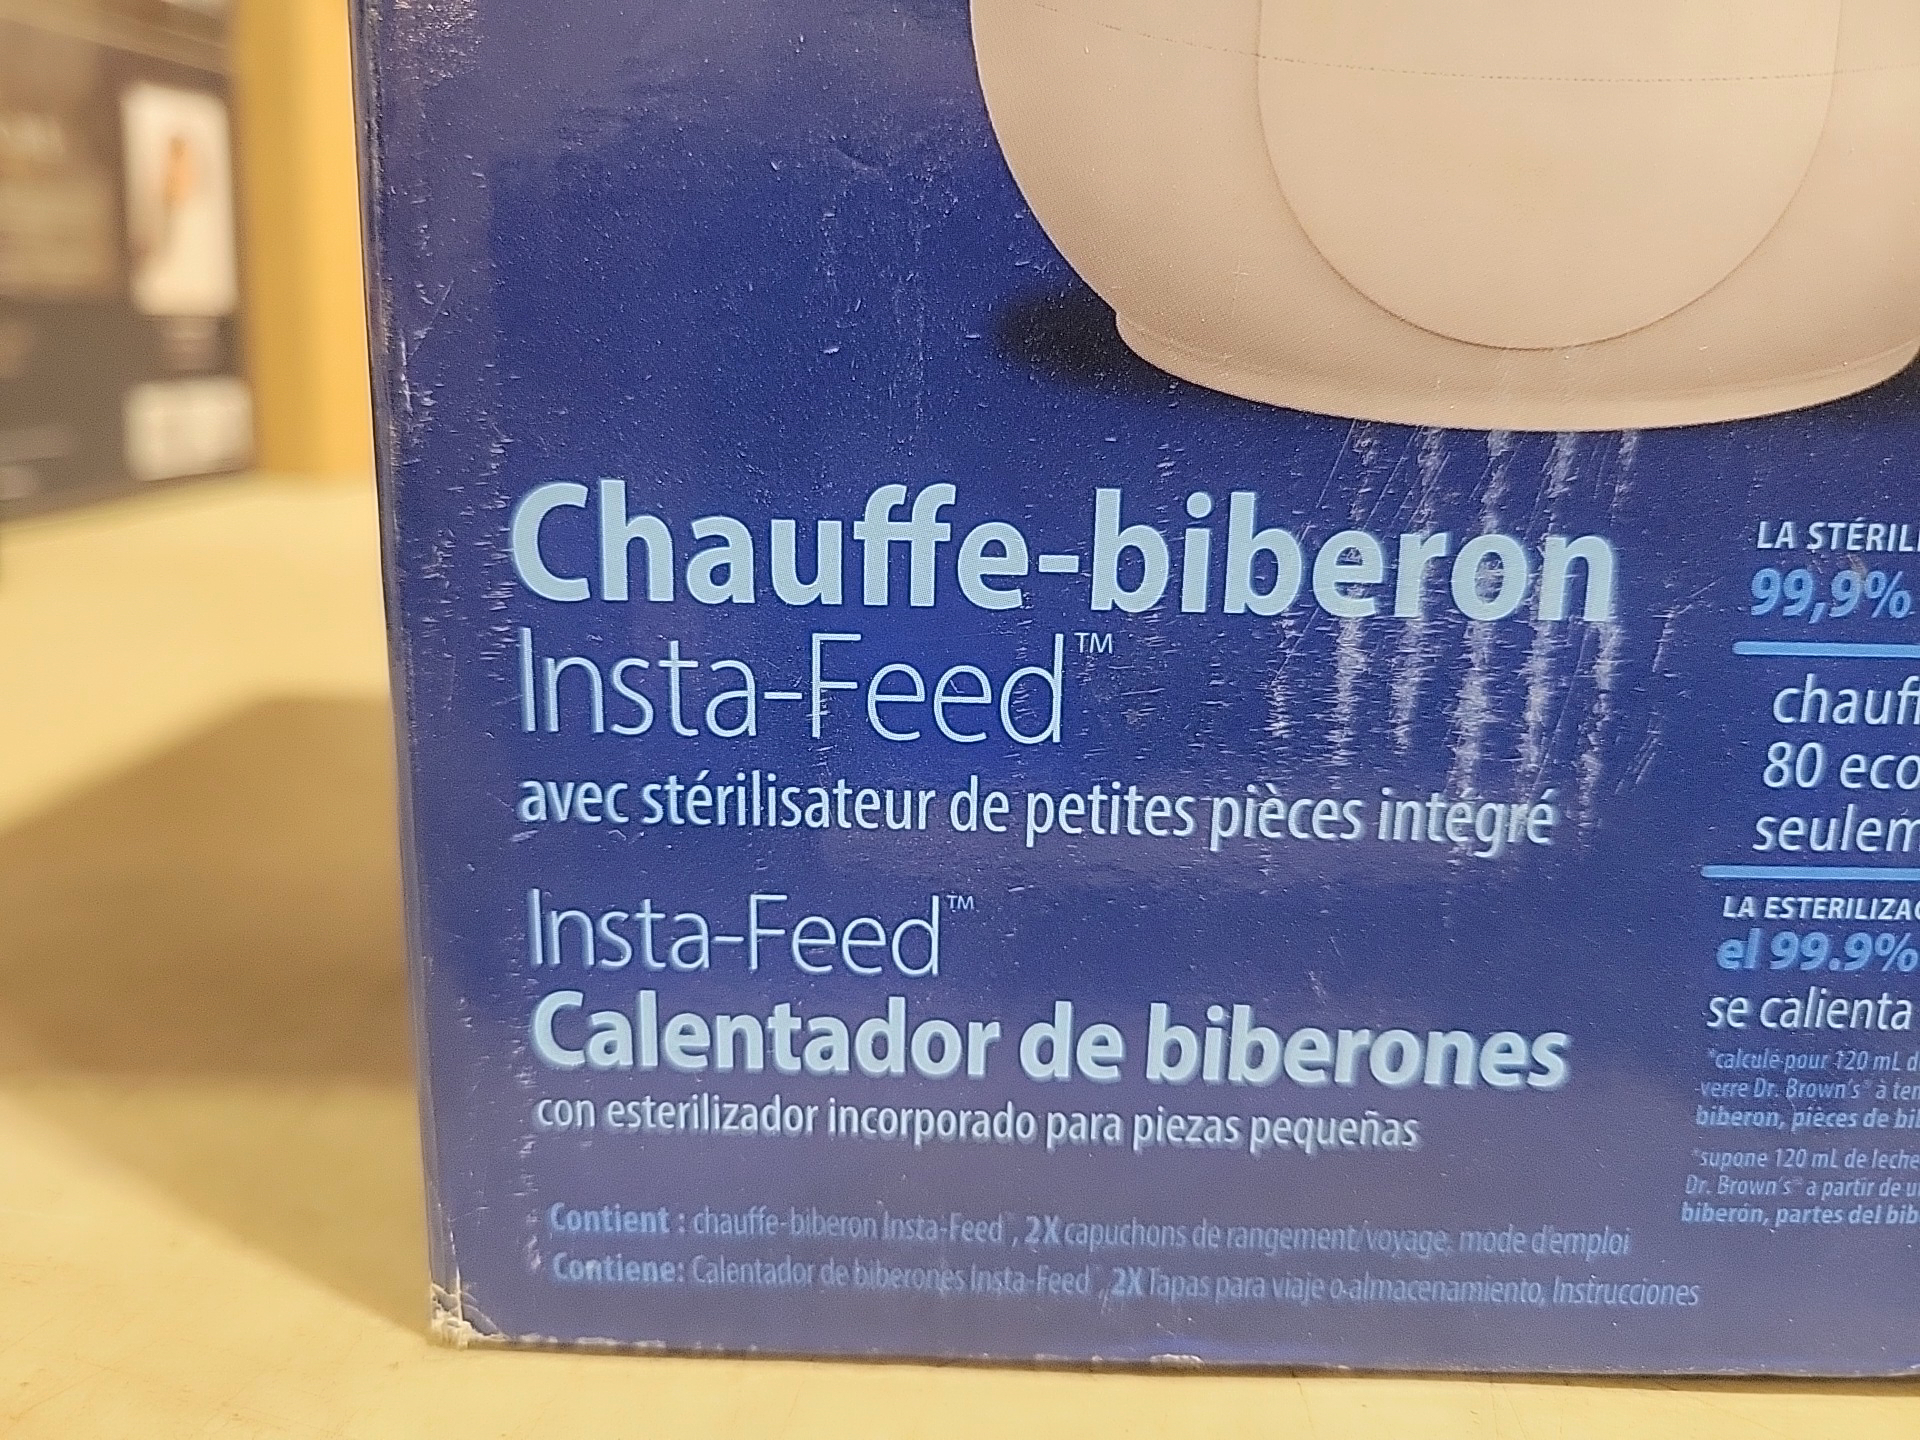 Chauffe-biberon
Insta-Feed™
avec stérilisateur de petites pièces intégré
Insta-Feed™
Calentador de biberones
con esterilizador incorporado para piezas pequeñas
Contient : chauffe-biberon Insta-Feed™, 2X capuchons de rangement/voyage, mode d'emploi
Contiene: Calentador de biberones Insta-Feed™, 2X Tapas para viaje o almacenamiento, Instrucciones
LA STÉRILI
99,9%
chauff
80 eco
seulem
LA ESTERILIZAC
el 99.9%
se calienta
*calculé pour 120 mL d
verre Dr. Brown's® à tem
biberon, pièces de bib
*supone 120 mL de leche
Dr. Brown's® a partir de u
biberón, partes del bib